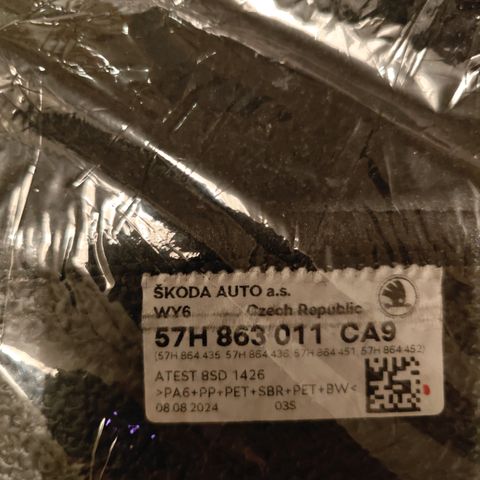 ŠKODA AUTO a.s.
WY6 Czech Republic
57H 863 011 CA9
(57H 864 435, 57H 864 436, 57H 864 451, 57H 864 452)
ATEST 8SD 1426
>PA6+PP+PET+SBR+PET+BW<
08.08.2024 03S